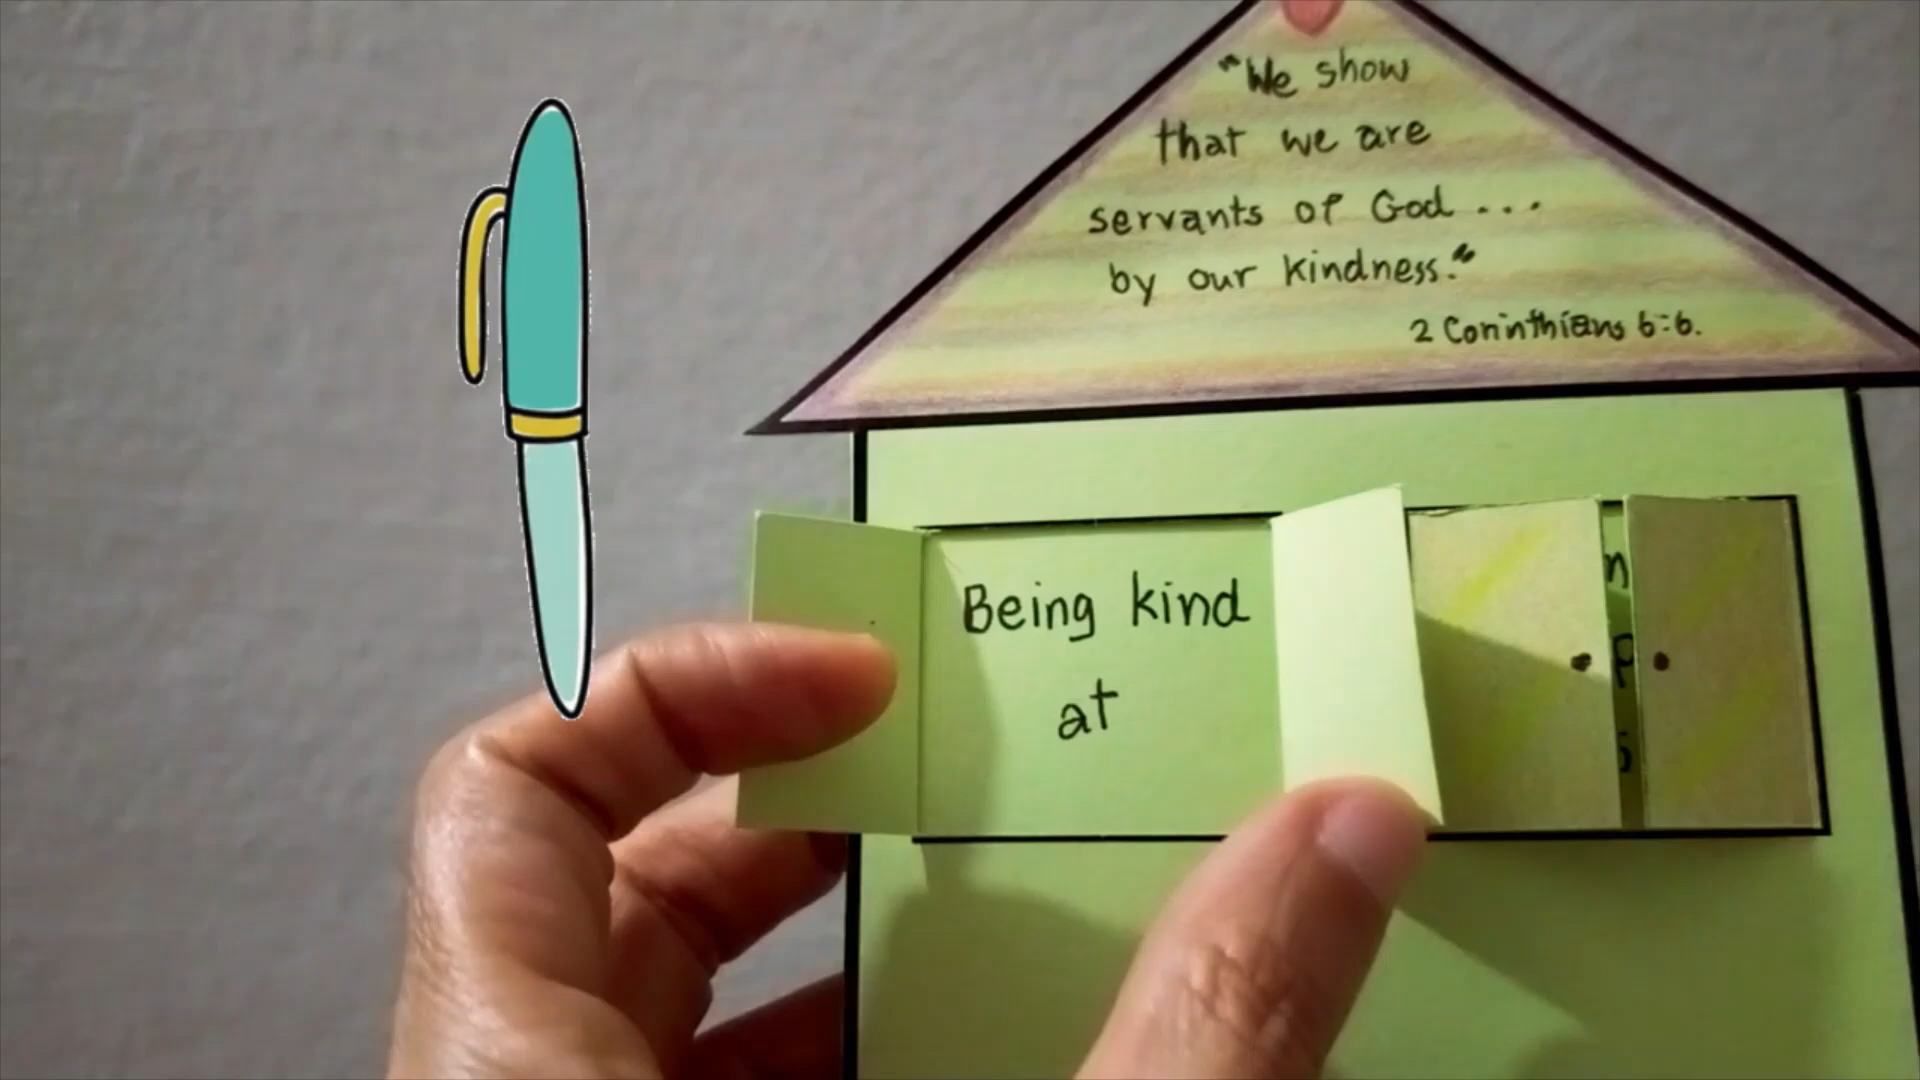 "We show
that we are
servants of God...
by our kindness."
2 Corinthians 6:6.
Being kind
at